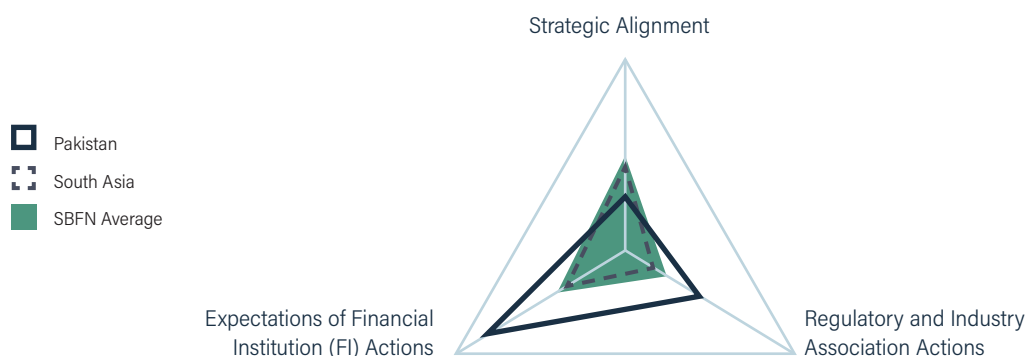 Strategic Alignment
Pakistan
South Asia
SBFN Average
Expectations of Financial
Institution (FI) Actions
Regulatory and Industry
Association Actions